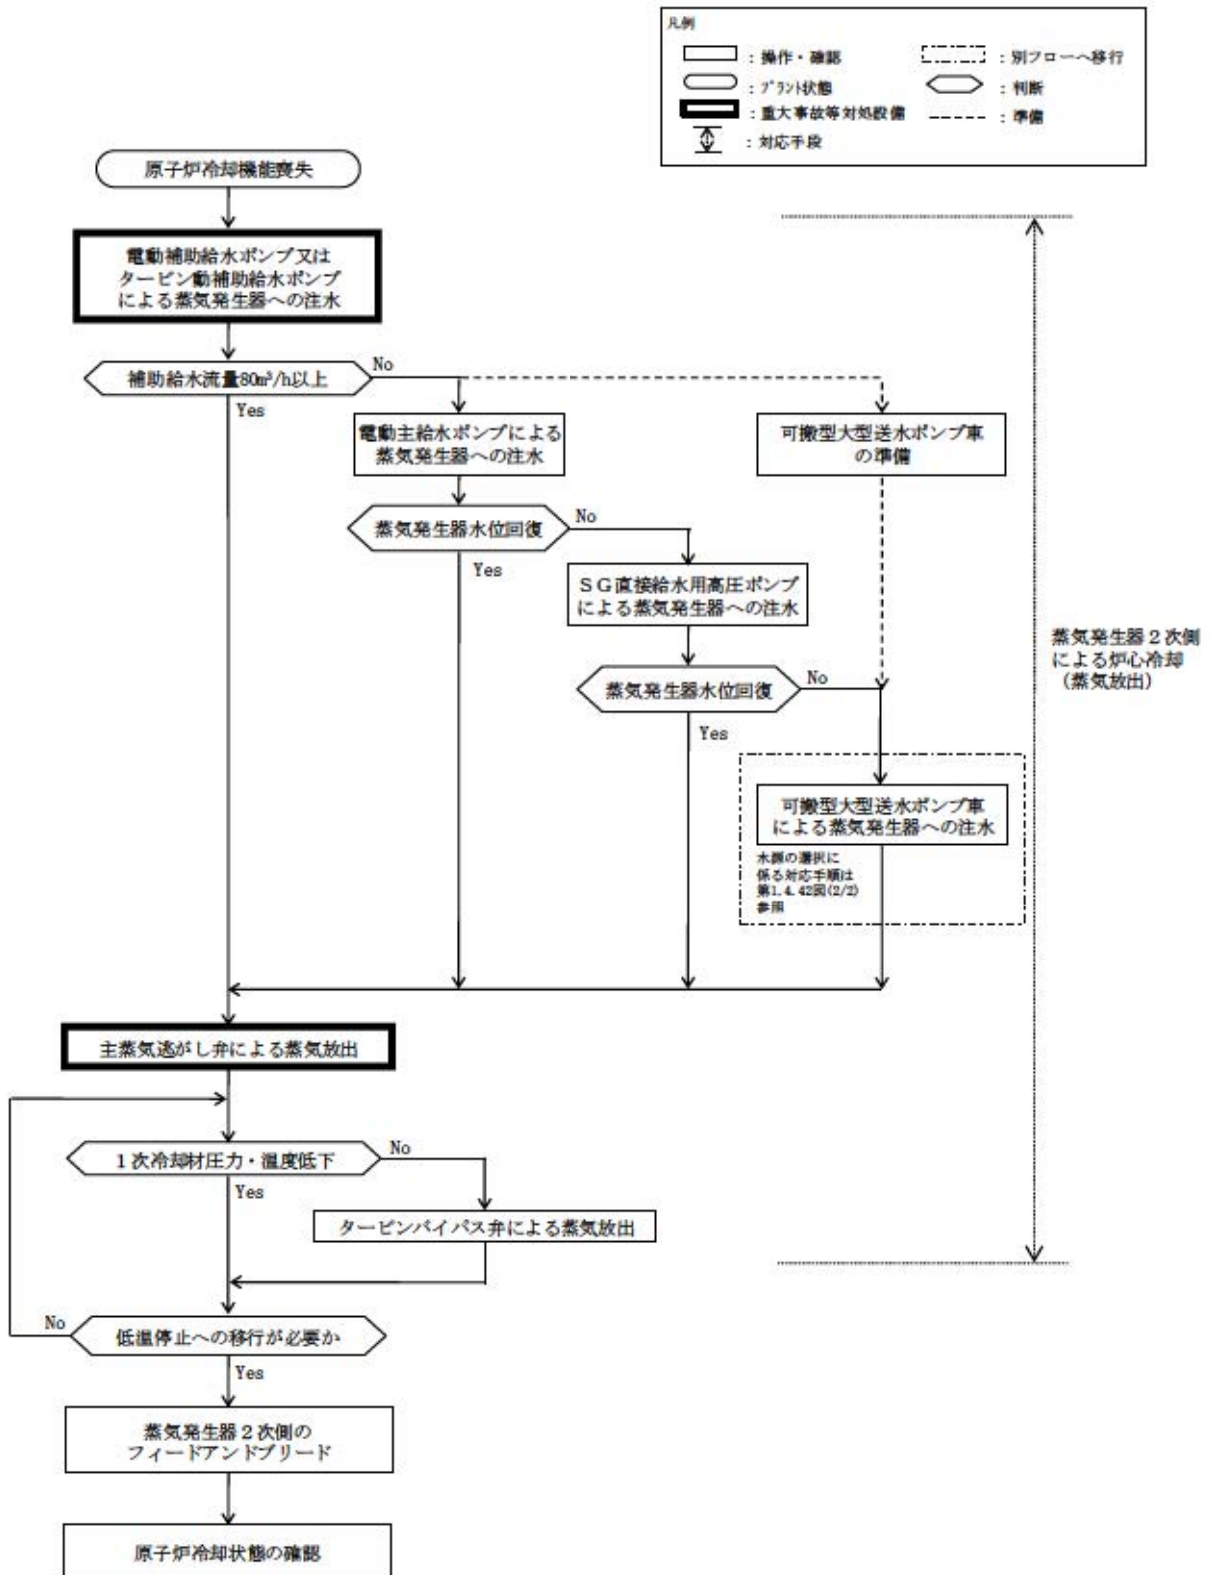 凡例
：操作・確認
：別フローへ移行
：プラント状態
：判断
：重大事故等対処設備
：準備
：対応手段
原子炉冷却機能喪失
電動補助給水ポンプ又は
タービン動補助給水ポンプ
による蒸気発生器への注水
補助給水流量80m³/h以上
No
Yes
電動主給水ポンプによる
蒸気発生器への注水
可搬型大型送水ポンプ車
の準備
蒸気発生器水位回復
No
Yes
ＳＧ直接給水用高圧ポンプ
による蒸気発生器への注水
蒸気発生器水位回復
No
Yes
蒸気発生器２次側
による炉心冷却
（蒸気放出）
可搬型大型送水ポンプ車
による蒸気発生器への注水
水源の選択に
係る対応手順は
第1.4.42図(2/2)
参照
主蒸気逃がし弁による蒸気放出
１次冷却材圧力・温度低下
No
Yes
タービンバイパス弁による蒸気放出
低温停止への移行が必要か
No
Yes
蒸気発生器２次側の
フィードアンドブリード
原子炉冷却状態の確認